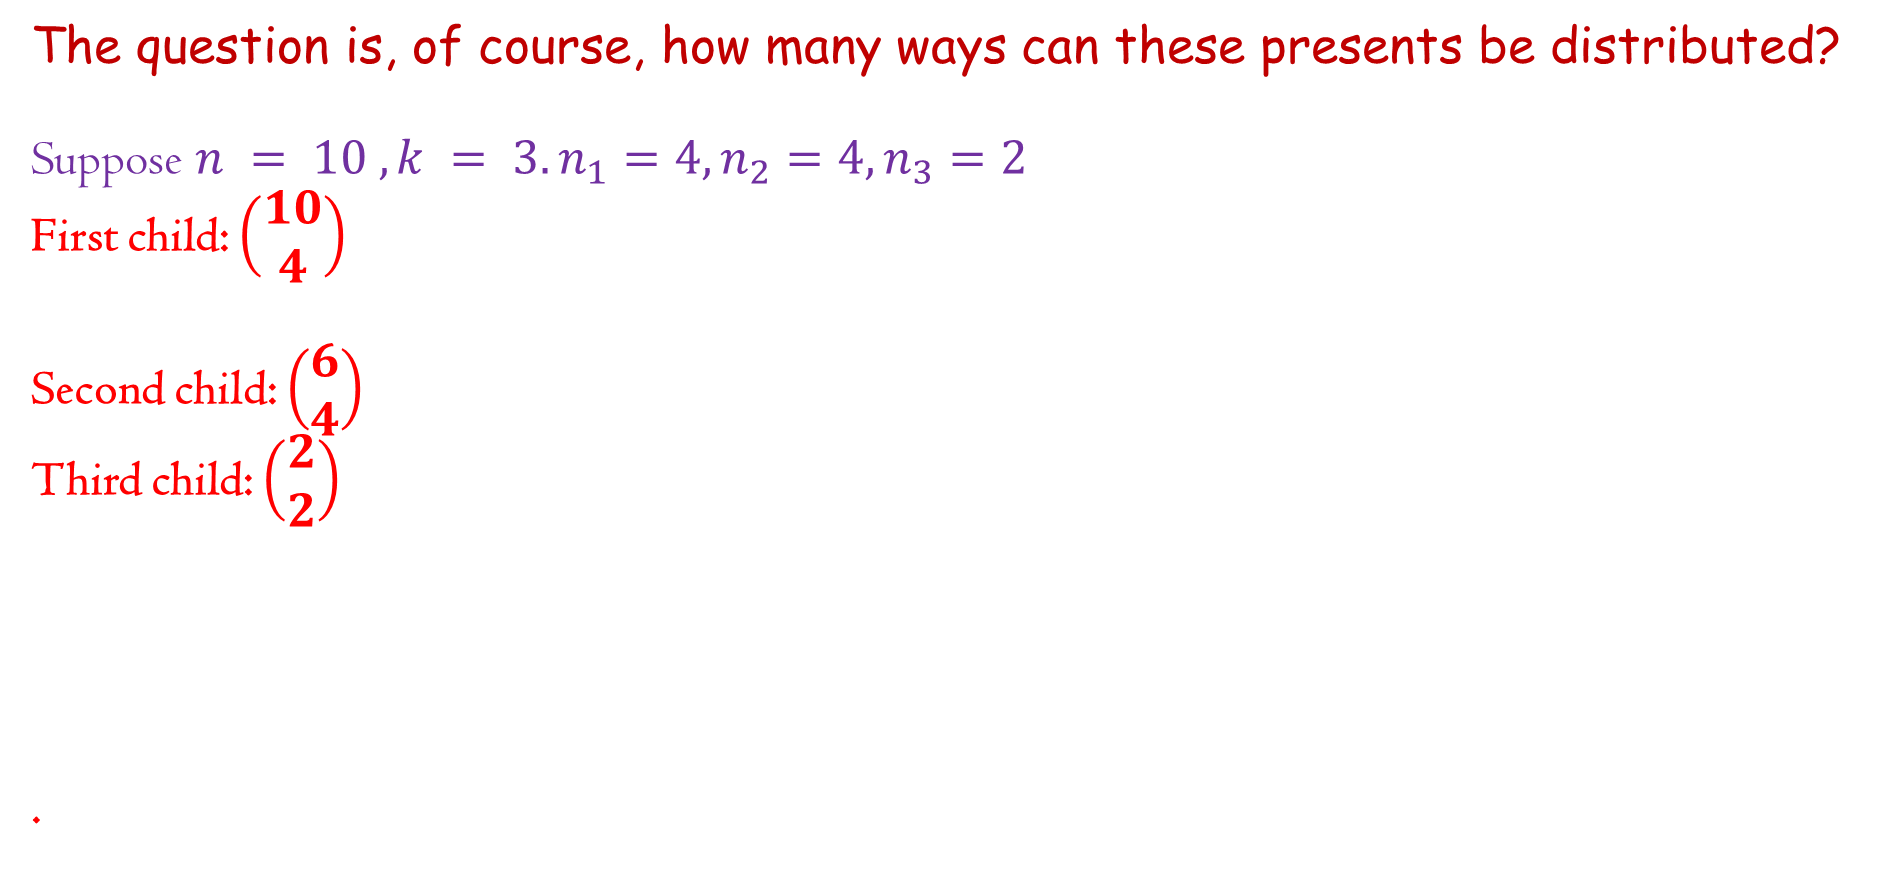 The question is, of course, how many ways can these presents be distributed?
Suppose n = 10 , k = 3. n₁ = 4, n₂ = 4, n₃ = 2
First child: (10 4)
Second child: (6 4)
Third child: (2 2)
.